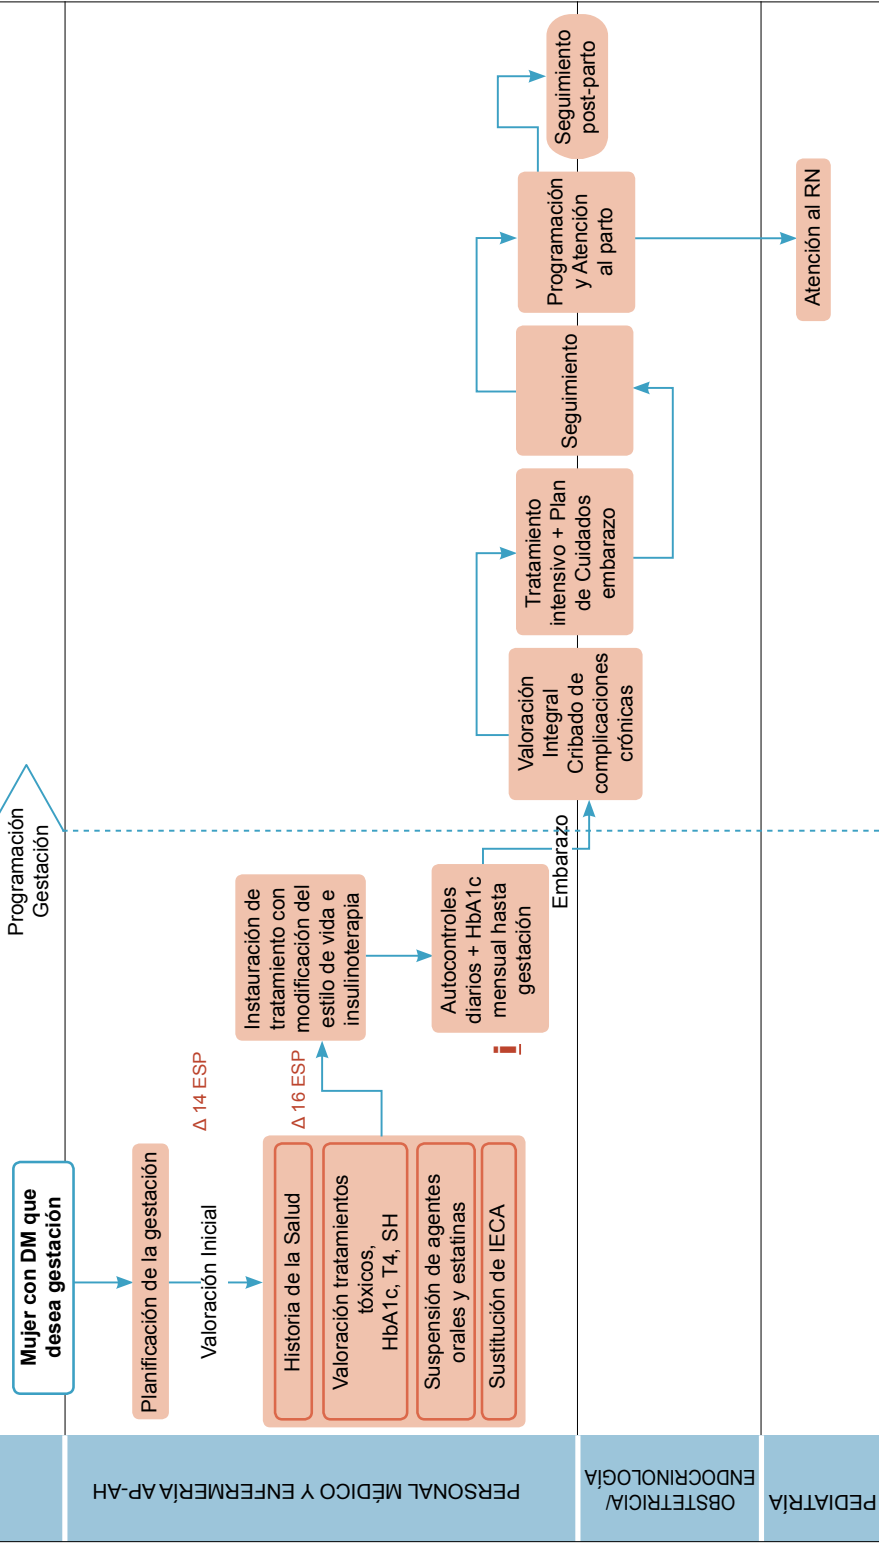 Mujer con DM que
desea gestación
Planificación de la gestación
Valoración Inicial
Δ 14 ESP
Historia de la Salud
Valoración tratamientos
tóxicos,
HbA1c, T4, SH
Suspensión de agentes
orales y estatinas
Sustitución de IECA
Δ 16 ESP
Instauración de
tratamiento con
modificación del
estilo de vida e
insulinoterapia
Autocontroles
diarios + HbA1c
mensual hasta
gestación
i
Programación
Gestación
Embarazo
Valoración
Integral
Cribado de
complicaciones
crónicas
Tratamiento
intensivo + Plan
de Cuidados
embarazo
Seguimiento
Programación
y Atención
al parto
Seguimiento
post-parto
Atención al RN
PERSONAL MÉDICO Y ENFERMERÍA AP-AH
OBSTETRICIA/
ENDOCRINOLOGÍA
PEDIATRÍA